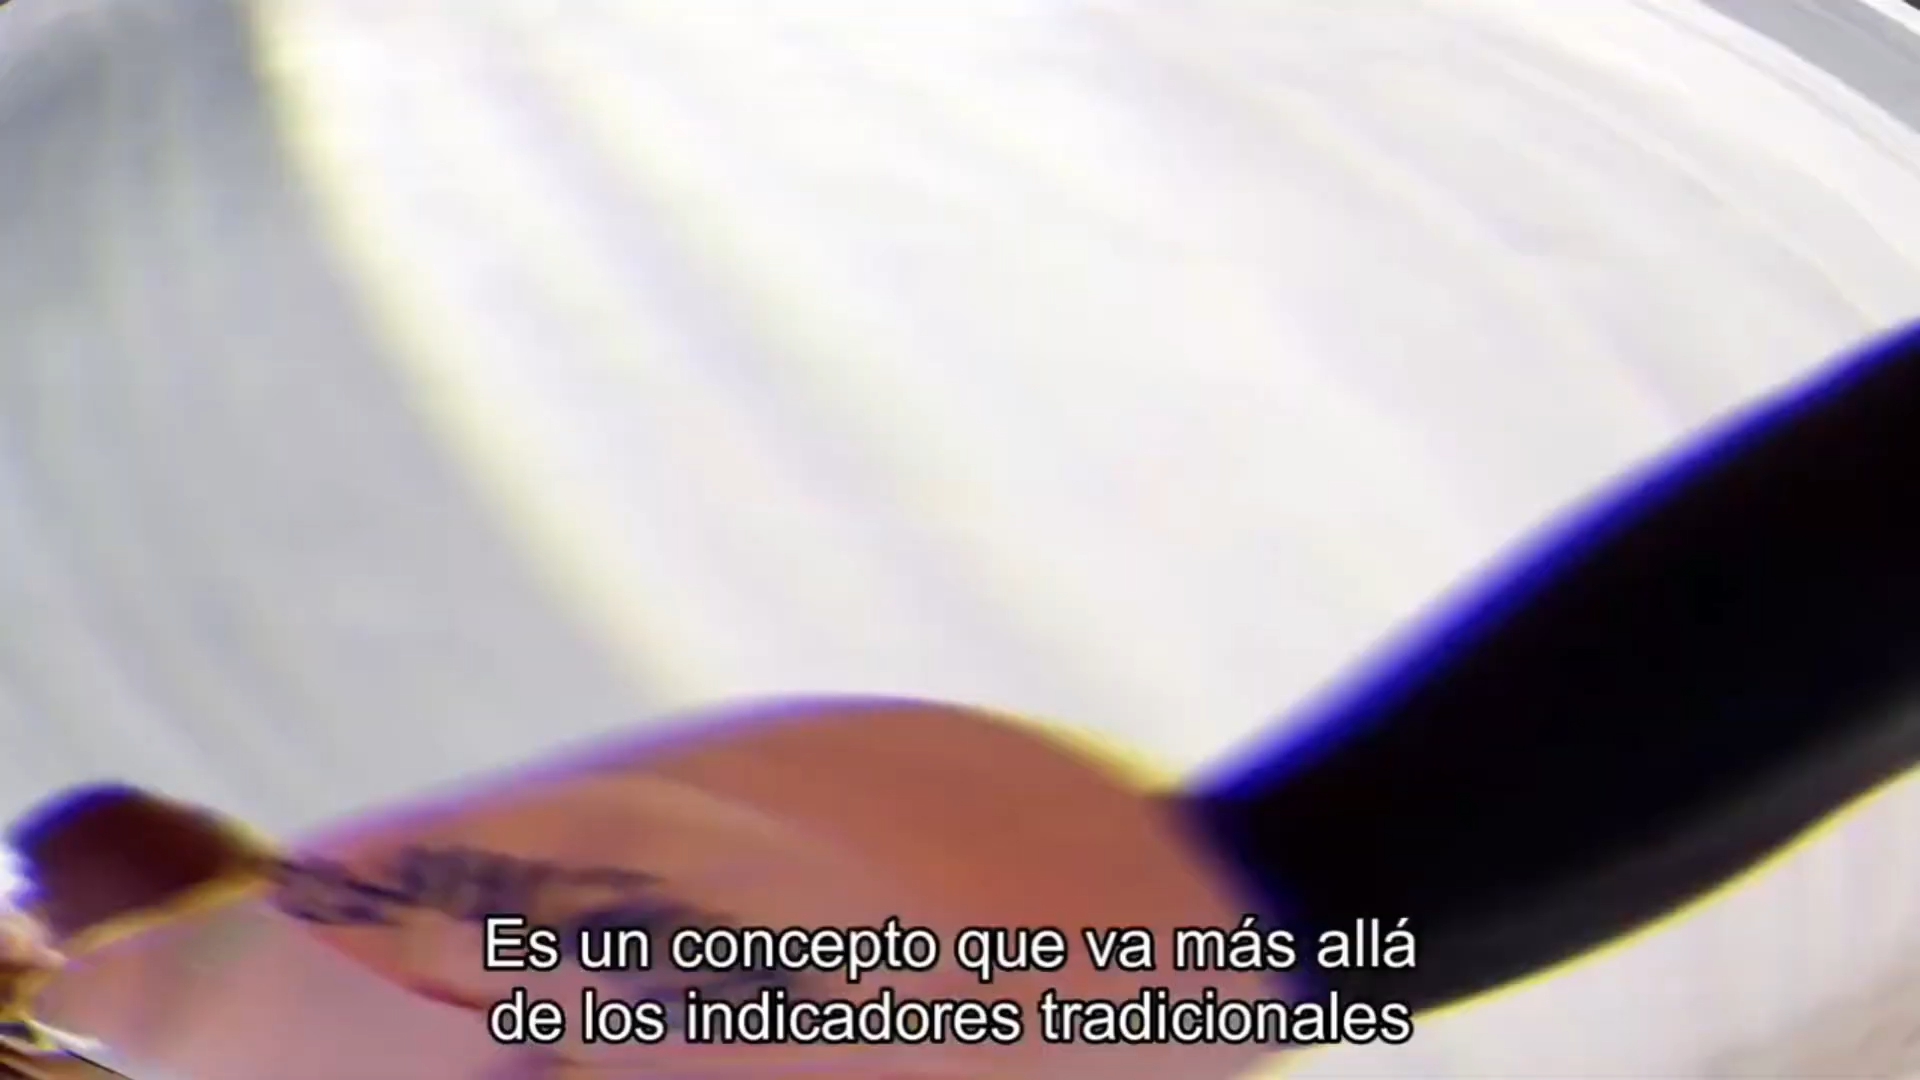 Es un concepto que va más allá
de los indicadores tradicionales